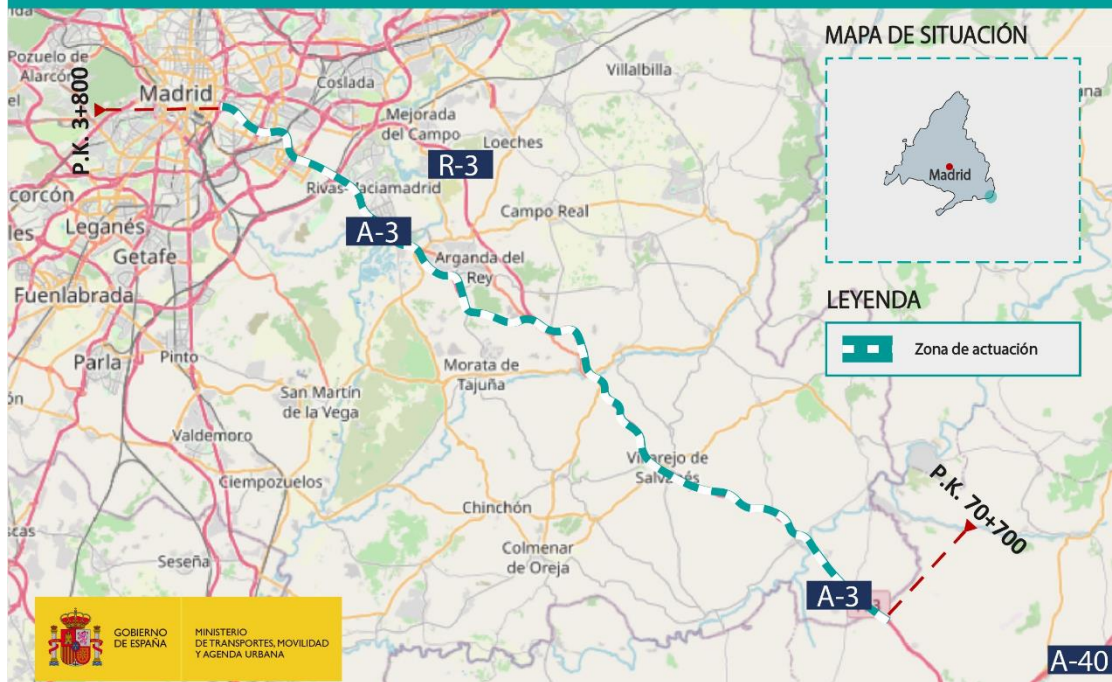 MAPA DE SITUACIÓN
Madrid
LEYENDA
Zona de actuación
Pozuelo de
Alarcón
Madrid
P.K. 3+800
Coslada
Villalbilla
Mejorada
del Campo
Loeches
R-3
Rivas-Vaciamadrid
Leganés
Getafe
A-3
Campo Real
Arganda del
Rey
Fuenlabrada
Parla
Pinto
Morata de
Tajuña
San Martín
de la Vega
Valdemoro
Ciempozuelos
Villarejo de
Salvanés
Chinchón
P.K. 70+700
Colmenar
de Oreja
Seseña
A-3
A-40
GOBIERNO
DE ESPAÑA
MINISTERIO
DE TRANSPORTES, MOVILIDAD
Y AGENDA URBANA